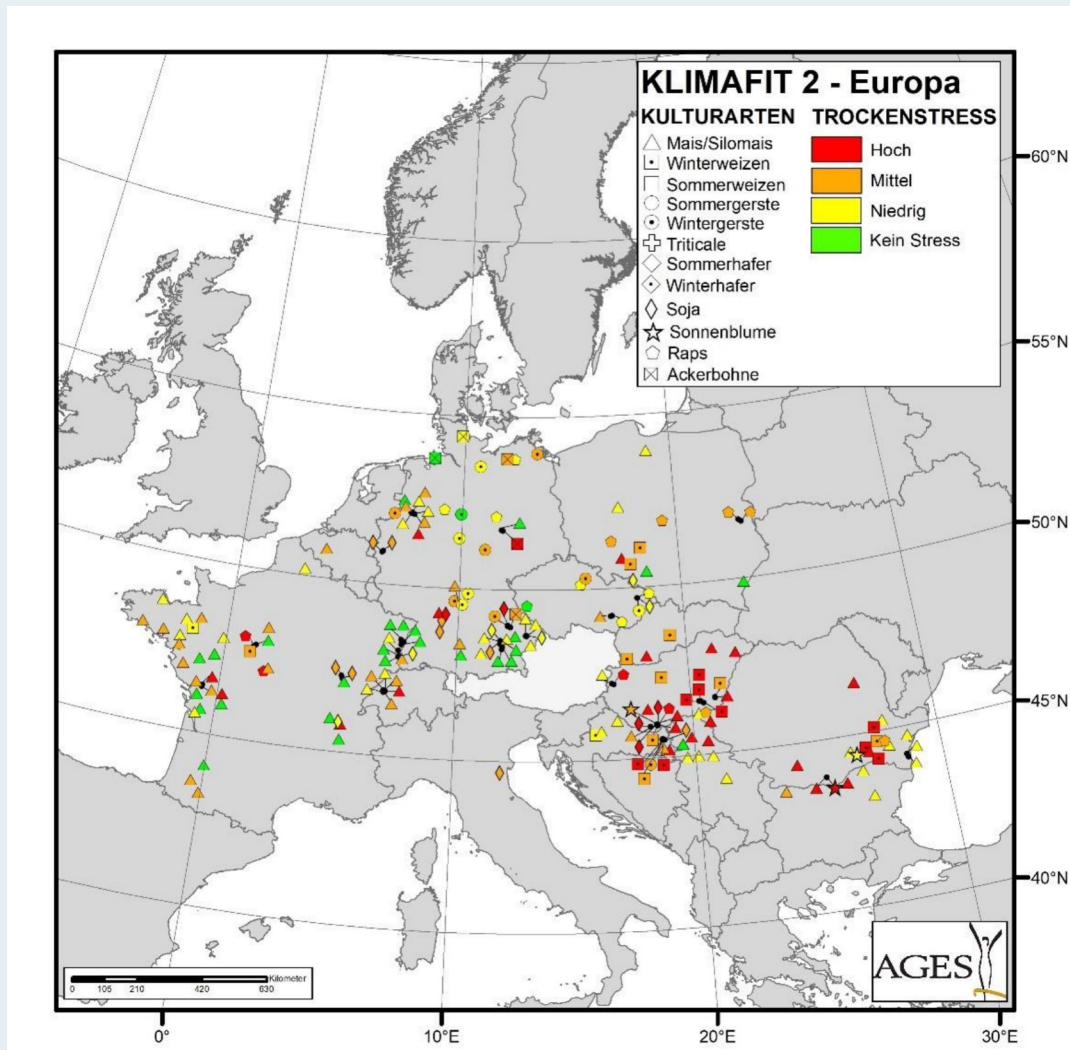 KLIMAFIT 2 - Europa
KULTURARTEN TROCKENSTRESS
Mais/Silomais
Winterweizen
Sommerweizen
Sommergerste
Wintergerste
Triticale
Sommerhafer
Winterhafer
Soja
Sonnenblume
Raps
Ackerbohne
Hoch
Mittel
Niedrig
Kein Stress
60°N
55°N
50°N
45°N
40°N
AGES
Kilometer
0 105 210 420 630
0° 10°E 20°E 30°E